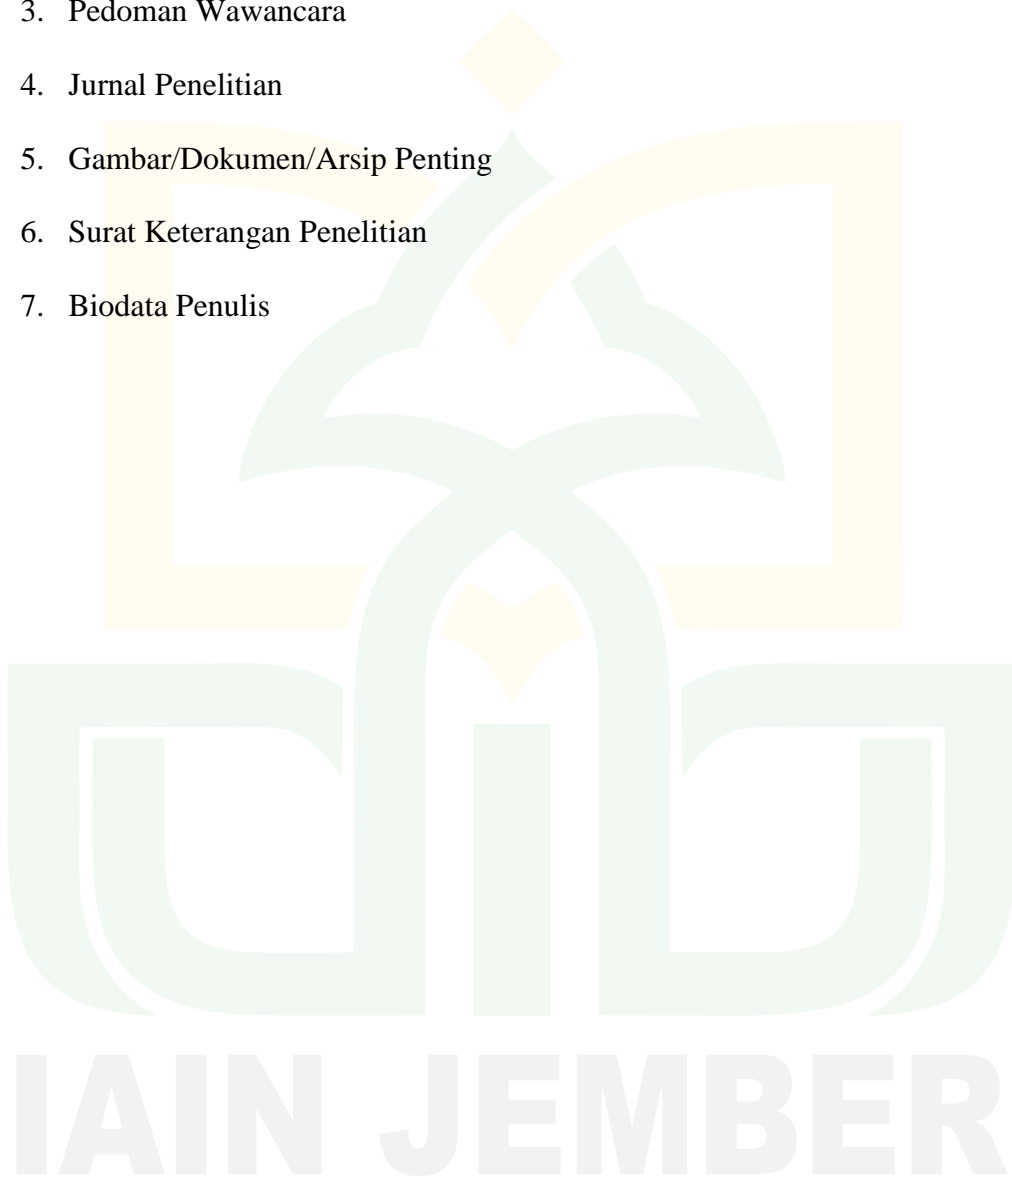 3. Pedoman Wawancara
4. Jurnal Penelitian
5. Gambar/Dokumen/Arsip Penting
6. Surat Keterangan Penelitian
7. Biodata Penulis
IAIN JEMBER